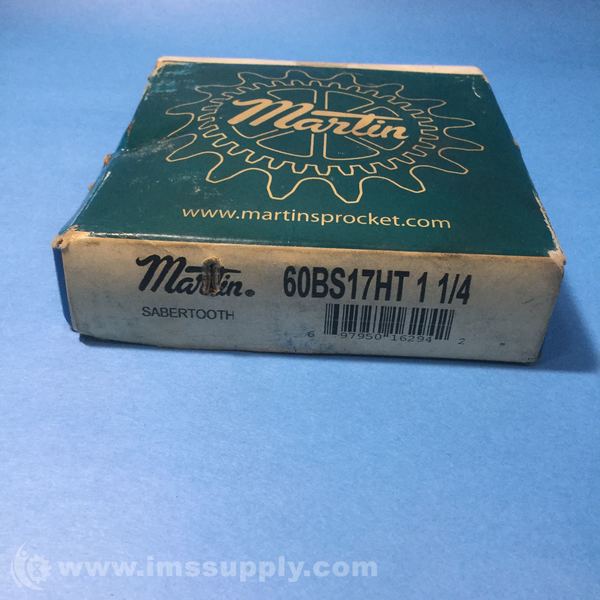 Martin
www.martinsprocket.com
Martin® 60BS17HT 1 1/4
SABERTOOTH
6 97950 16294 2
www.imssupply.com